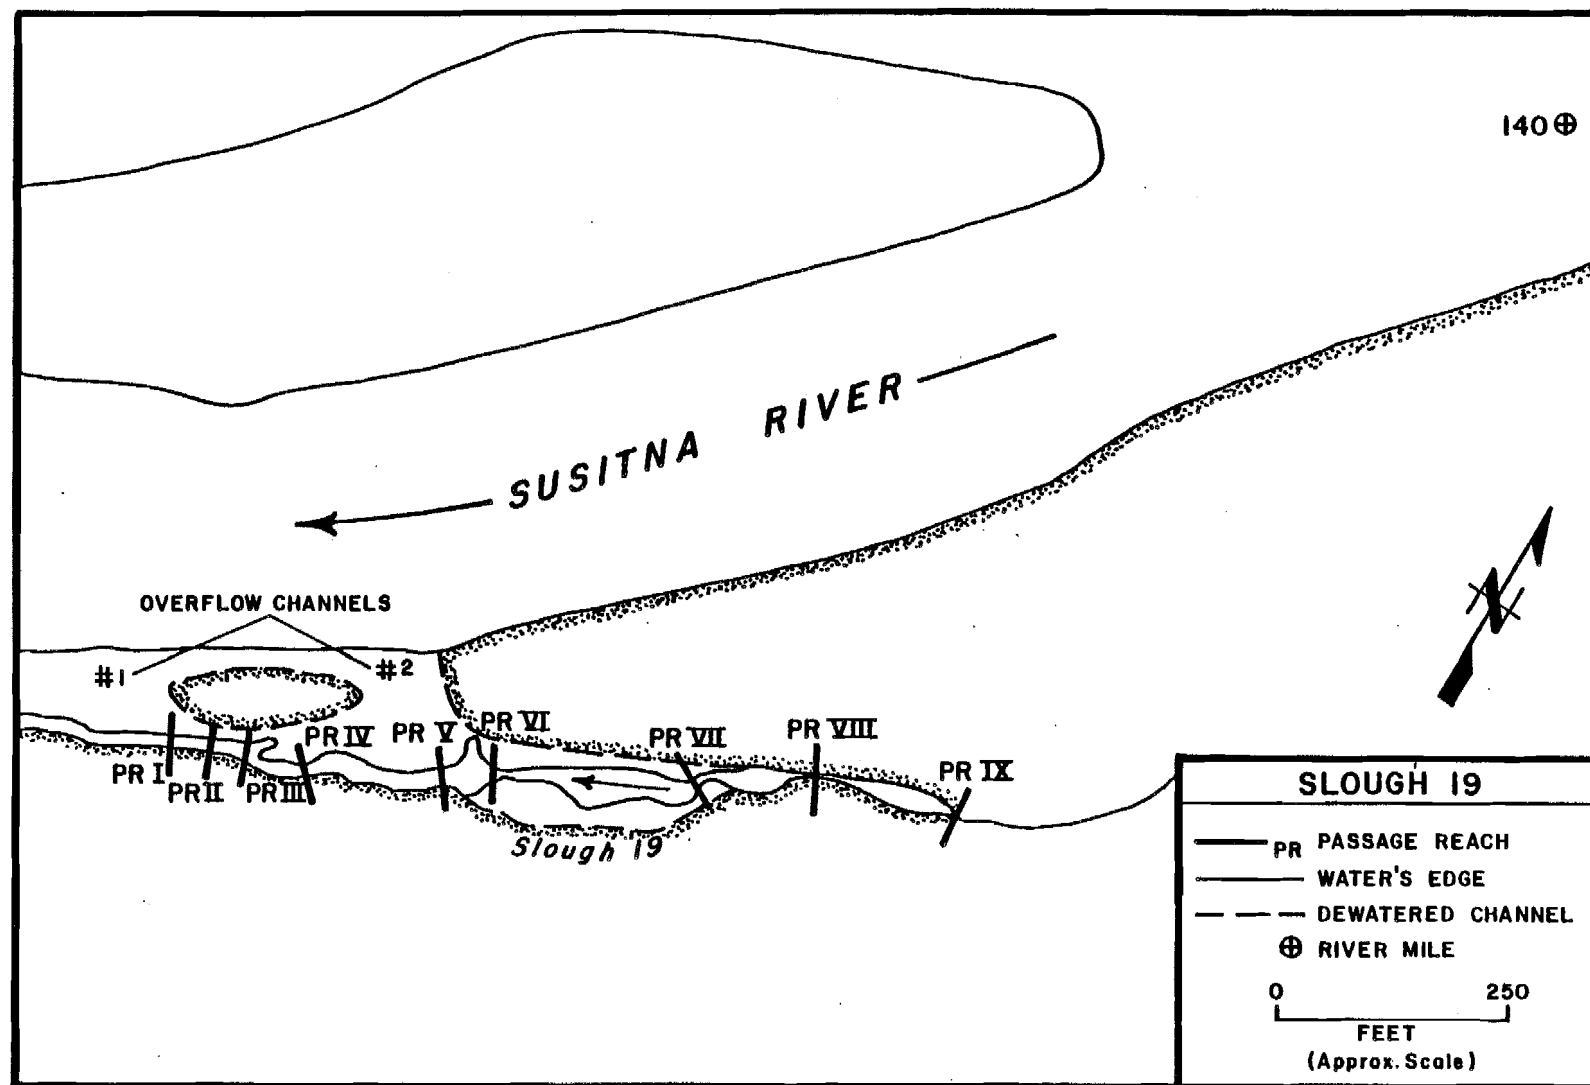 140
SUSITNA RIVER
OVERFLOW CHANNELS
#1
#2
PR I
PR II
PR III
PR IV
PR V
PR VI
PR VII
PR VIII
PR IX
Slough 19
N
SLOUGH 19
PR PASSAGE REACH
WATER'S EDGE
DEWATERED CHANNEL
RIVER MILE
0 250
FEET
(Approx. Scale)